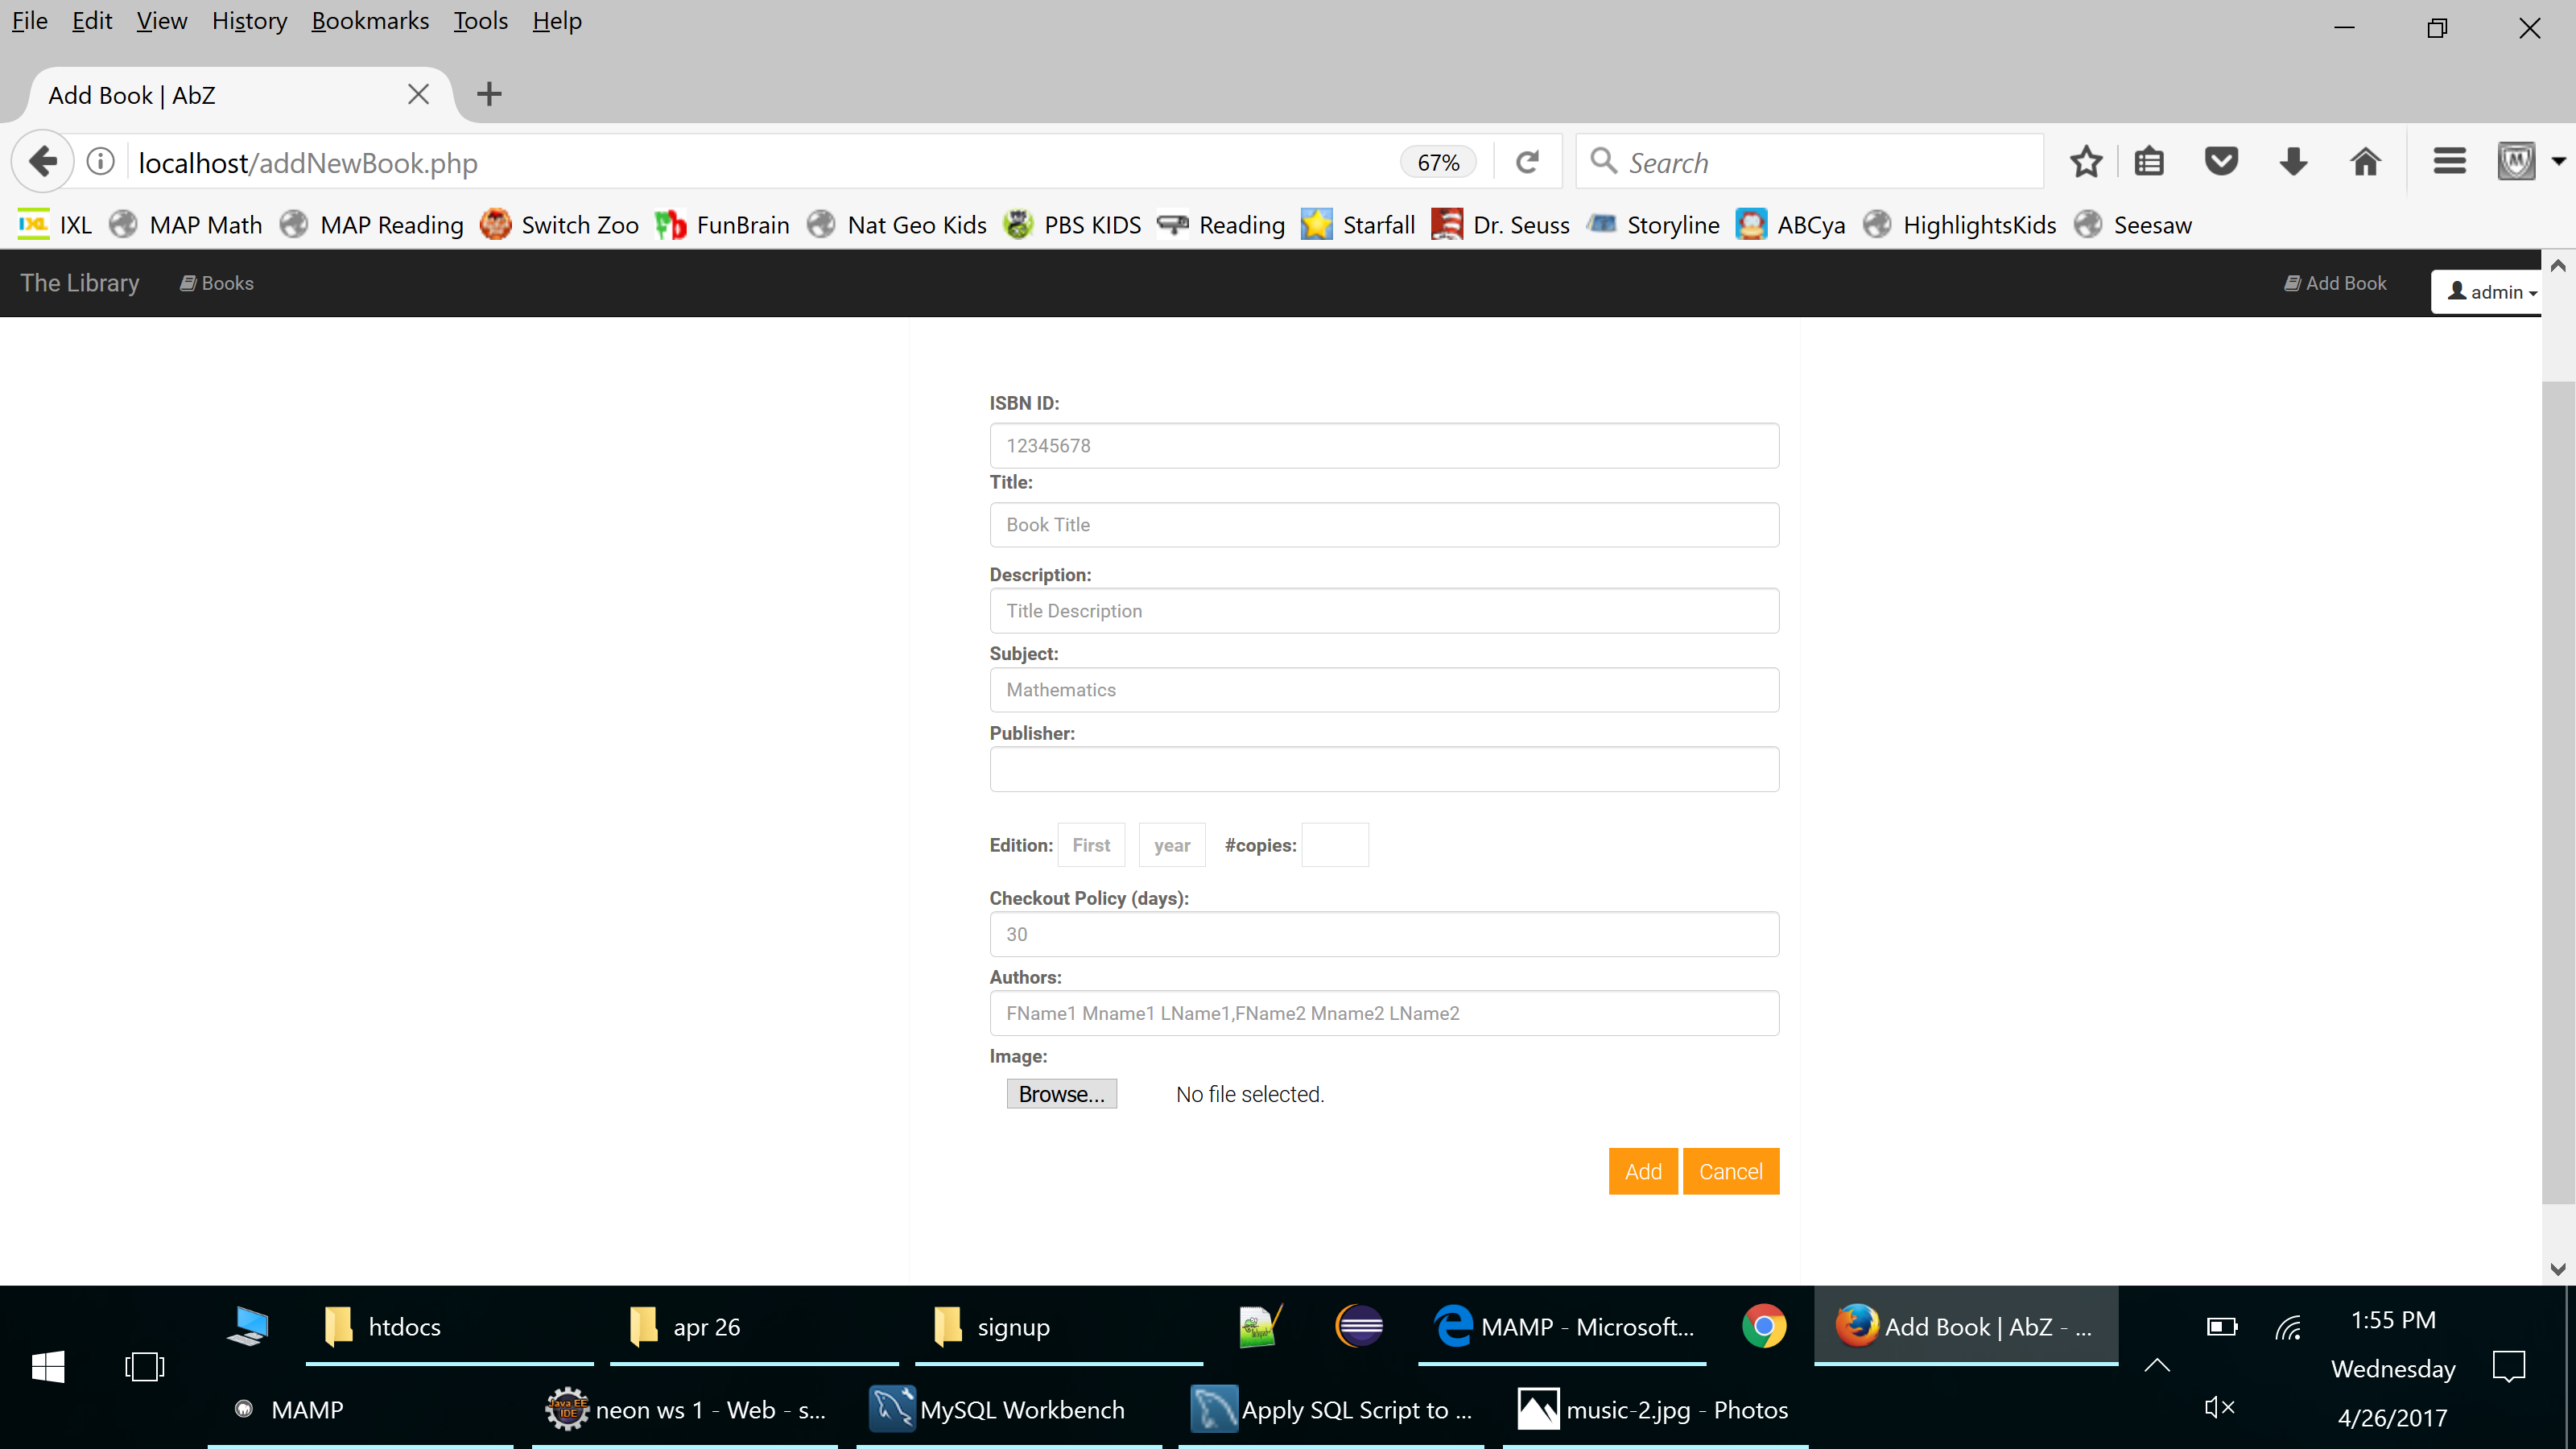 File Edit View History Bookmarks Tools Help
Add Book | AbZ
localhost/addNewBook.php 67% Search
IXL MAP Math MAP Reading Switch Zoo FunBrain Nat Geo Kids PBS KIDS Reading Starfall Dr. Seuss Storyline ABCya HighlightsKids Seesaw
The Library Books Add Book admin
ISBN ID:
12345678
Title:
Book Title
Description:
Title Description
Subject:
Mathematics
Publisher:
Edition: First year #copies:
Checkout Policy (days):
30
Authors:
FName1 Mname1 LName1,FName2 Mname2 LName2
Image:
Browse... No file selected.
Add Cancel
htdocs apr 26 signup MAMP - Microsoft... Add Book | AbZ - ... 1:55 PM
Wednesday
MAMP neon ws 1 - Web - s... MySQL Workbench Apply SQL Script to ... music-2.jpg - Photos 4/26/2017